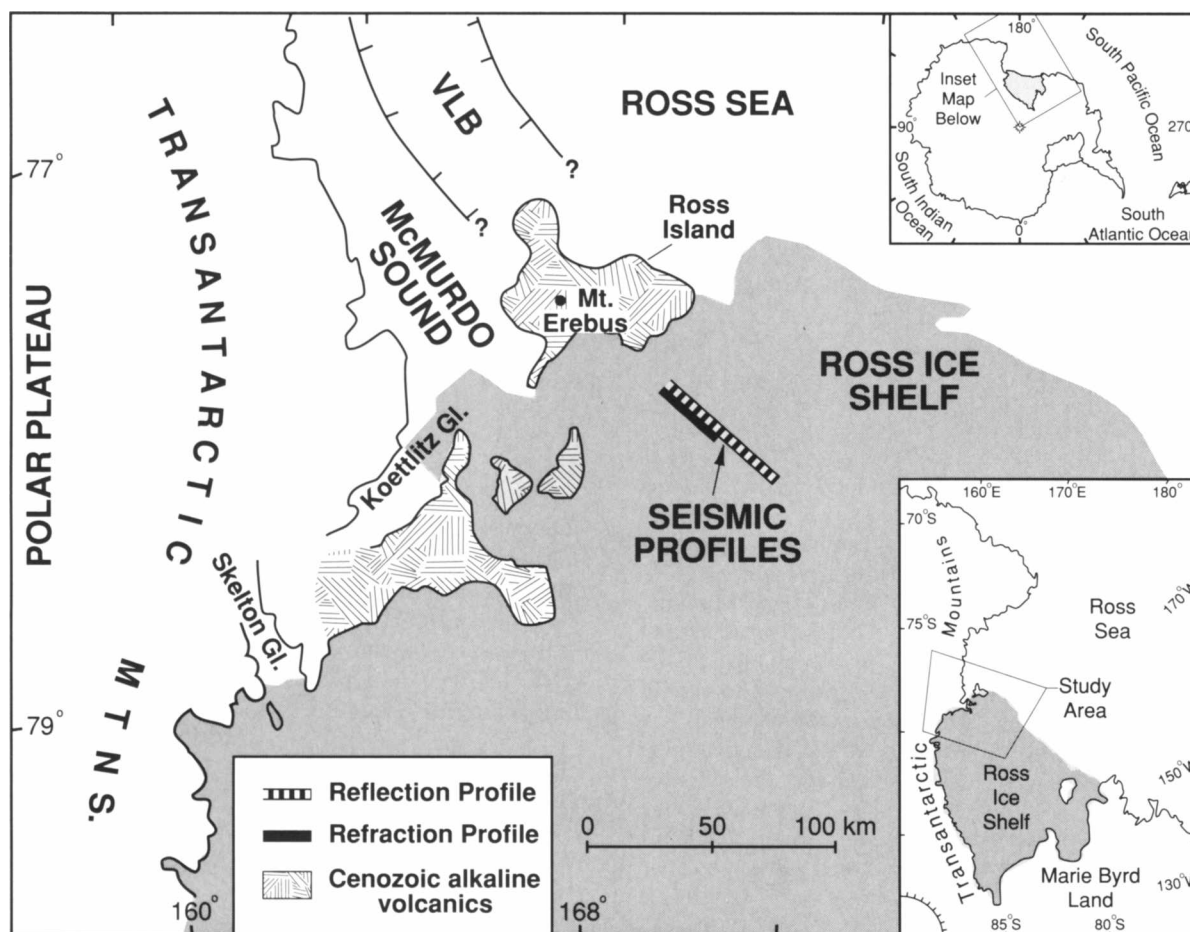 VLB
ROSS SEA
77°
?
?
TRANSANTARCTIC
MTNS.
McMURDO
SOUND
Ross
Island
Mt.
Erebus
POLAR PLATEAU
ROSS ICE
SHELF
Koettlitz Gl.
SEISMIC
PROFILES
Skelton Gl.
79°
Reflection Profile
Refraction Profile
Cenozoic alkaline
volcanics
0 50 100 km
160°
168°
180°
Inset
Map
Below
South Pacific
Ocean
90°
270°
South Indian
Ocean
0°
South
Atlantic Ocean
160°E 170°E 180°
70°S
Mountains
170°W
Ross
Sea
75°S
Study
Area
Ross
Ice
Shelf
150°W
Transantarctic
Marie Byrd
Land
130°W
85°S 80°S